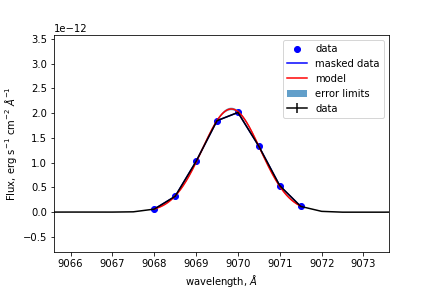 1e−12
3.5
3.0
2.5
2.0
1.5
1.0
0.5
0.0
−0.5
Flux, erg s⁻¹ cm⁻² Å⁻¹
data
masked data
model
error limits
data
9066 9067 9068 9069 9070 9071 9072 9073
wavelength, Å